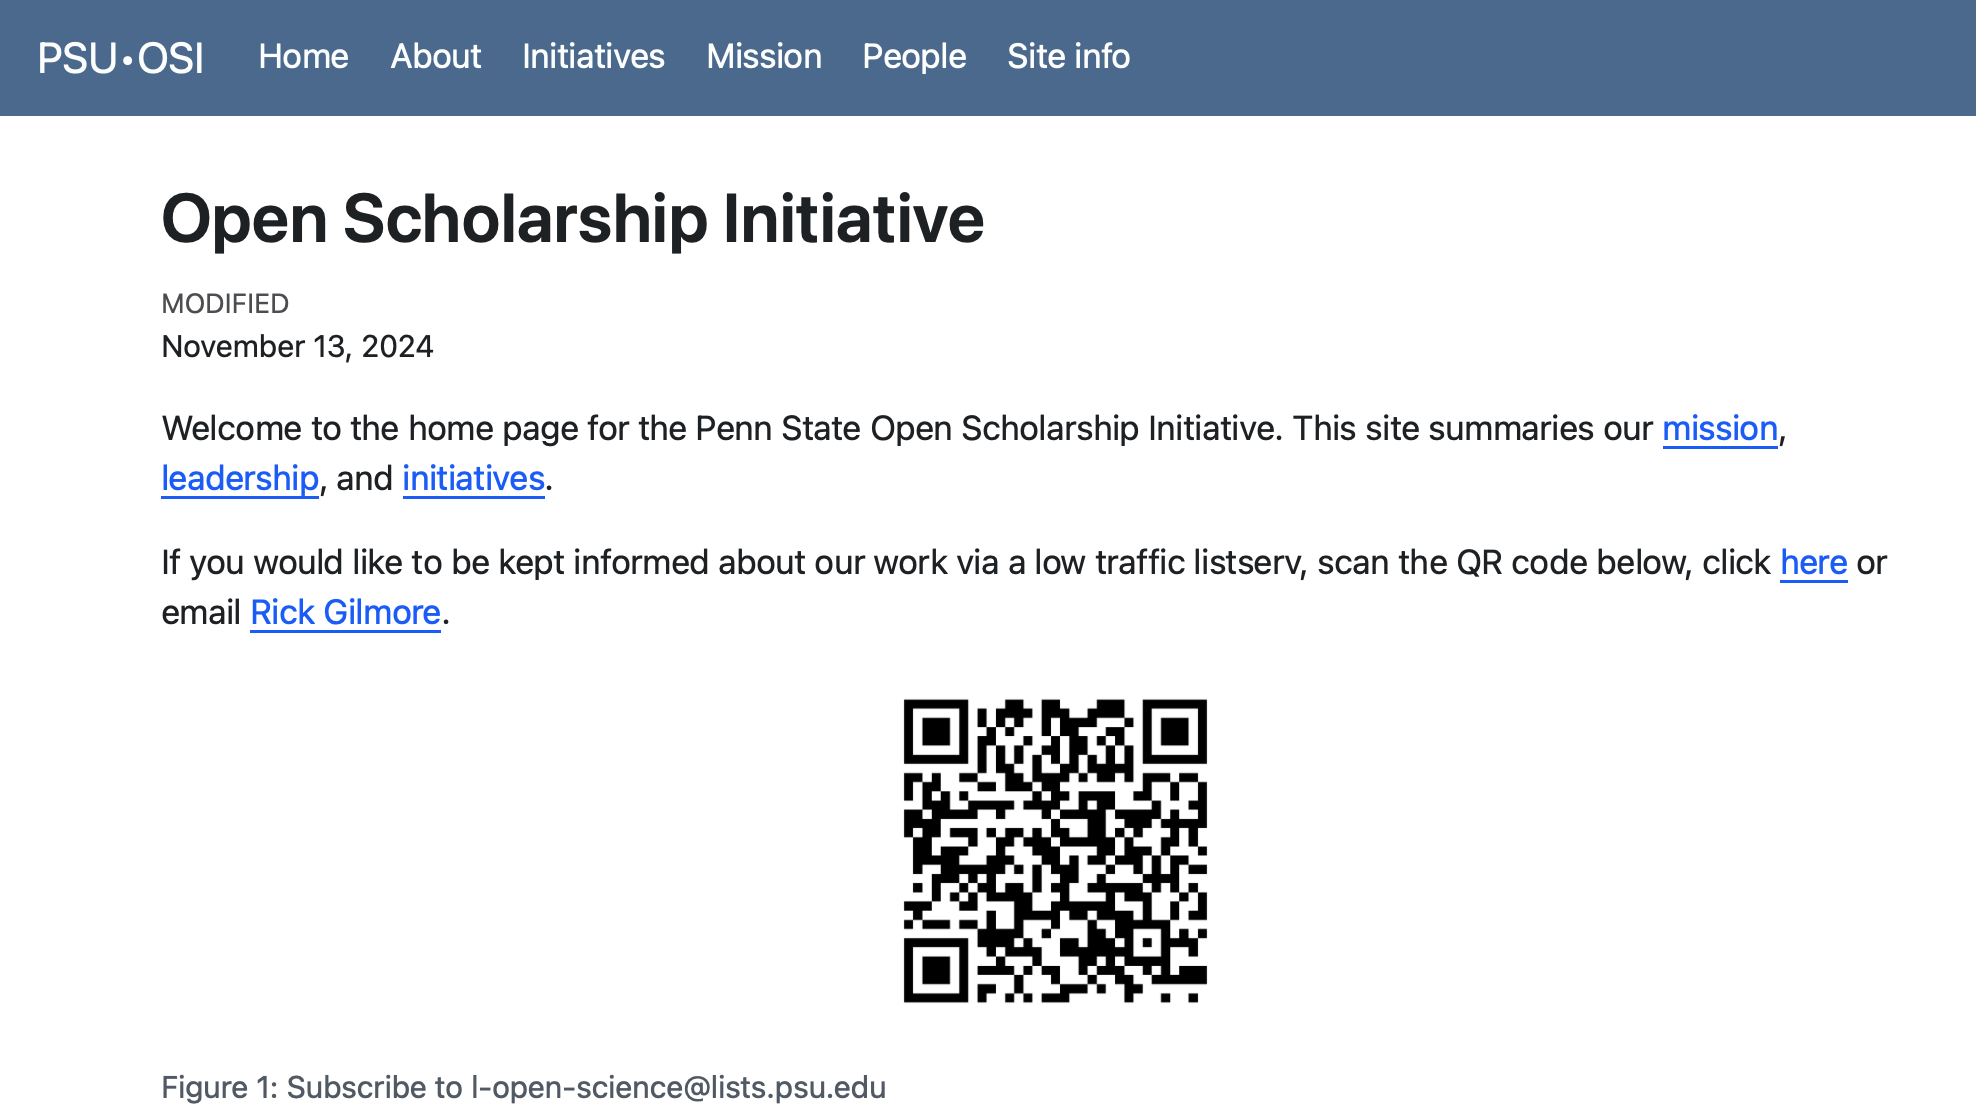 PSU•OSI Home About Initiatives Mission People Site info
Open Scholarship Initiative
MODIFIED
November 13, 2024
Welcome to the home page for the Penn State Open Scholarship Initiative. This site summaries our mission,
leadership, and initiatives.
If you would like to be kept informed about our work via a low traffic listserv, scan the QR code below, click here or
email Rick Gilmore.
Figure 1: Subscribe to l-open-science@lists.psu.edu